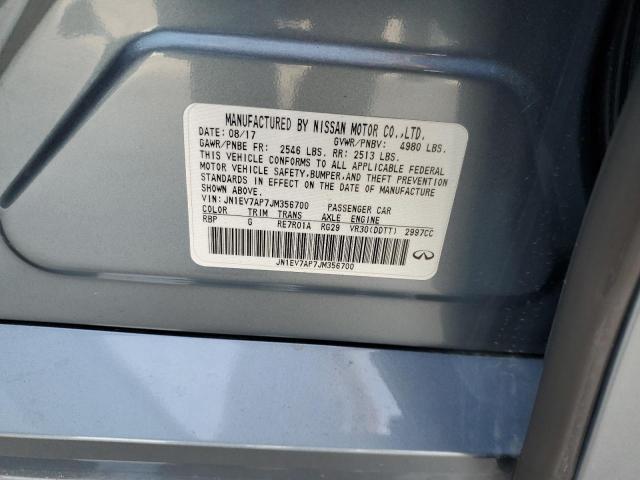 MANUFACTURED BY NISSAN MOTOR CO.,LTD.
DATE: 08/17 GVWR/PNBV: 4980 LBS.
GAWR/PNBE FR: 2546 LBS. RR: 2513 LBS.
THIS VEHICLE CONFORMS TO ALL APPLICABLE FEDERAL
MOTOR VEHICLE SAFETY,BUMPER,AND THEFT PREVENTION
STANDARDS IN EFFECT ON THE DATE OF MANUFACTURE
SHOWN ABOVE.
VIN: JN1EV7AP7JM356700 PASSENGER CAR
COLOR TRIM TRANS AXLE ENGINE
RBP G RE7R01A RG29 VR30(DDTT) 2997CC
JN1EV7AP7JM356700